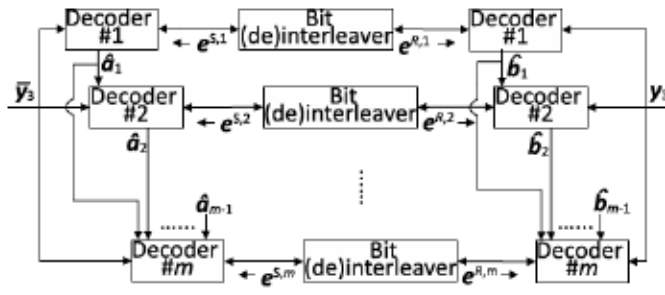 Decoder #1
Bit (de)interleaver
Decoder #1
e^{S,1}
e^{R,1}
â_1
b̂_1
ȳ_3
Decoder #2
Bit (de)interleaver
Decoder #2
e^{S,2}
e^{R,2}
â_2
b̂_2
......
â_{m-1}
......
b̂_{m-1}
......
Decoder #m
Bit (de)interleaver
Decoder #m
e^{S,m}
e^{R,m}